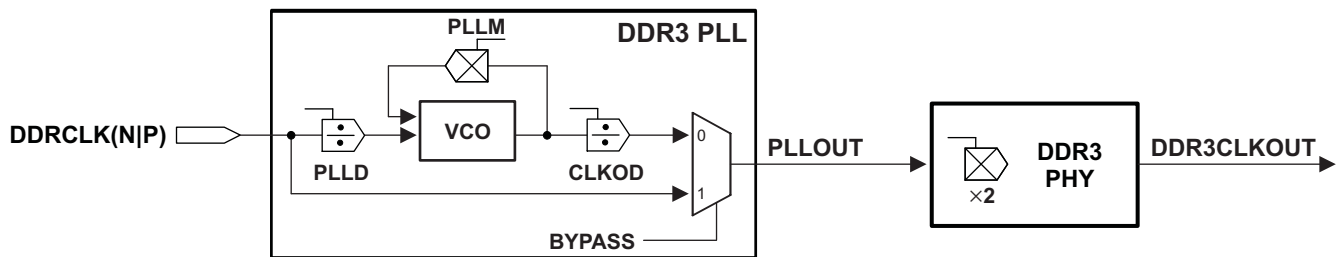 DDR3 PLL
PLLM
DDRCLK(N|P)
VCO
PLLD
CLKOD
0
1
BYPASS
PLLOUT
DDR3
PHY
×2
DDR3CLKOUT